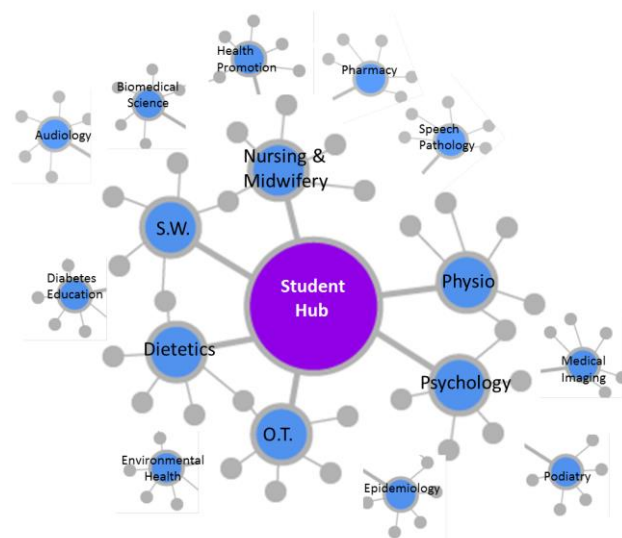 Health
Promotion
Pharmacy
Biomedical
Science
Audiology
Speech
Pathology
Nursing &
Midwifery
S.W.
Student
Hub
Physio
Diabetes
Education
Dietetics
Medical
Imaging
Psychology
O.T.
Environmental
Health
Epidemiology
Podiatry